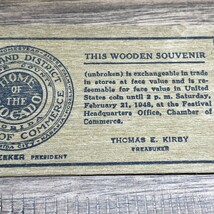 AND DISTRICT
HOME
OF THE
AVOCADO
OF COMMERCE
PRESIDENT
THIS WOODEN SOUVENIR
(unbroken) is exchangeable in trade
in stores at face value and is re-
deemable for face value in United
States coin until 2 p. m. Saturday,
February 21, 1948, at the Festival
Headquarters Office, Chamber of
Commerce.
THOMAS E. KIRBY
TREASURER